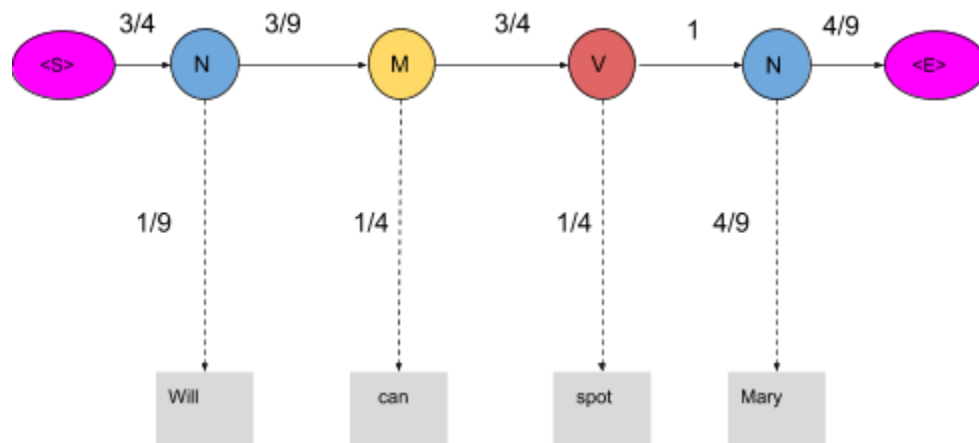 3/4 3/9 3/4 1 4/9
<S> N M V N <E>
1/9 1/4 1/4 4/9
Will can spot Mary